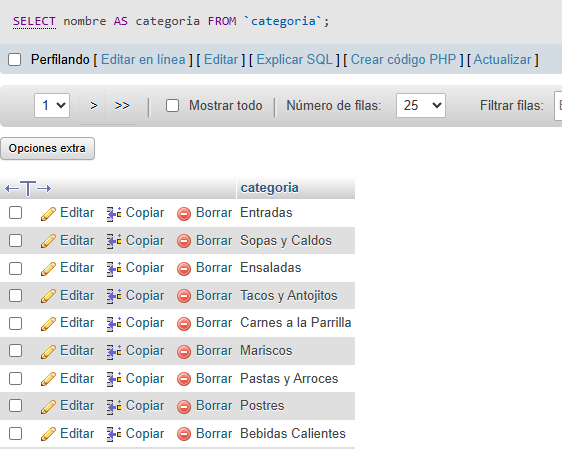 SELECT nombre AS categoria FROM `categoria`;
Perfilando [ Editar en línea ] [ Editar ] [ Explicar SQL ] [ Crear código PHP ] [ Actualizar ]
1 > >> | Mostrar todo | Número de filas: 25 Filtrar filas:
Opciones extra
←T→ categoria
Editar Copiar Borrar Entradas
Editar Copiar Borrar Sopas y Caldos
Editar Copiar Borrar Ensaladas
Editar Copiar Borrar Tacos y Antojitos
Editar Copiar Borrar Carnes a la Parrilla
Editar Copiar Borrar Mariscos
Editar Copiar Borrar Pastas y Arroces
Editar Copiar Borrar Postres
Editar Copiar Borrar Bebidas Calientes